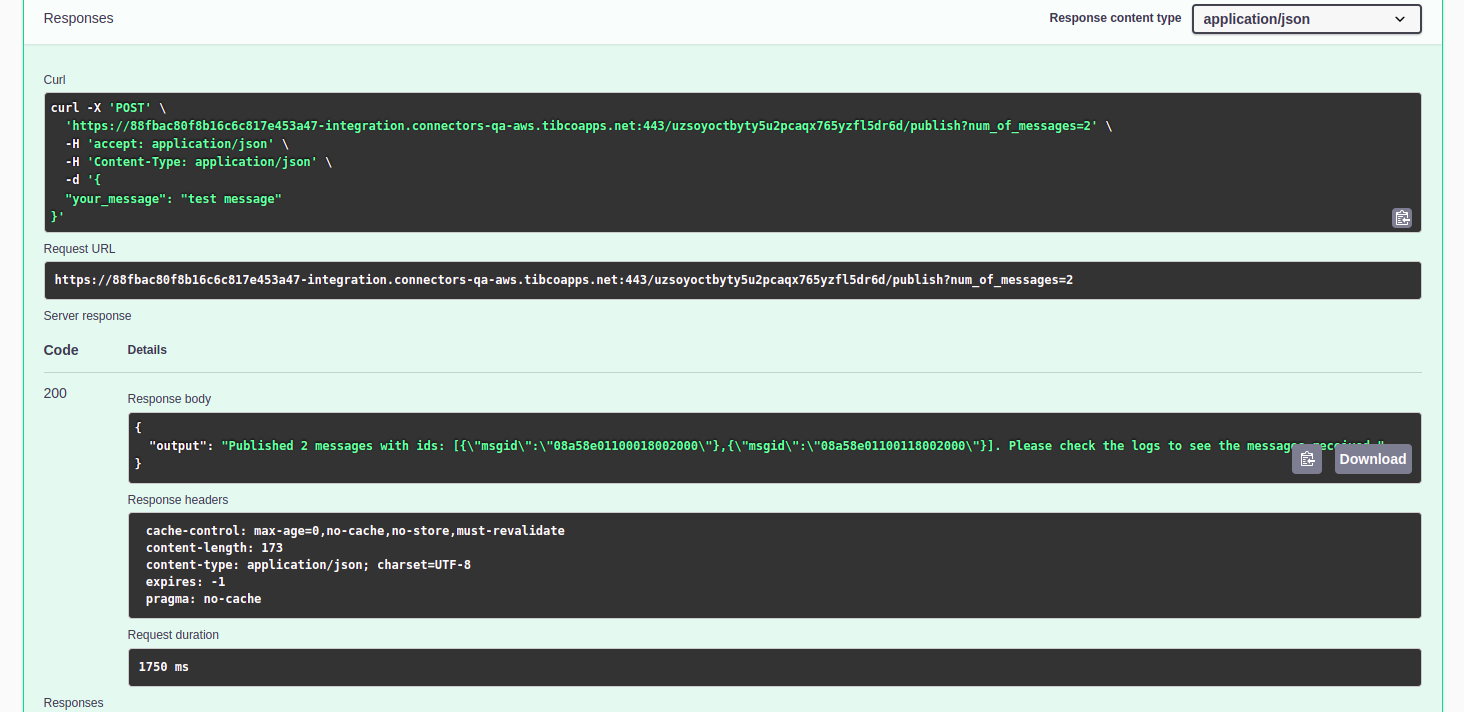 Responses
Response content type
application/json
Curl
curl -X 'POST' \
'https://88fbac80f8b16c6c817e453a47-integration.connectors-qa-aws.tibcoapps.net:443/uzsoyoctbyty5u2pcaqx765yzfl5dr6d/publish?num_of_messages=2' \
-H 'accept: application/json' \
-H 'Content-Type: application/json' \
-d '{
"your_message": "test message"
}'
Request URL
https://88fbac80f8b16c6c817e453a47-integration.connectors-qa-aws.tibcoapps.net:443/uzsoyoctbyty5u2pcaqx765yzfl5dr6d/publish?num_of_messages=2
Server response
Code Details
200
Response body
{
"output": "Published 2 messages with ids: [{\"msgid\":\"08a58e01100018002000\"},{\"msgid\":\"08a58e01100118002000\"}]. Please check the logs to see the messages received."
}
Download
Response headers
cache-control: max-age=0,no-cache,no-store,must-revalidate
content-length: 173
content-type: application/json; charset=UTF-8
expires: -1
pragma: no-cache
Request duration
1750 ms
Responses